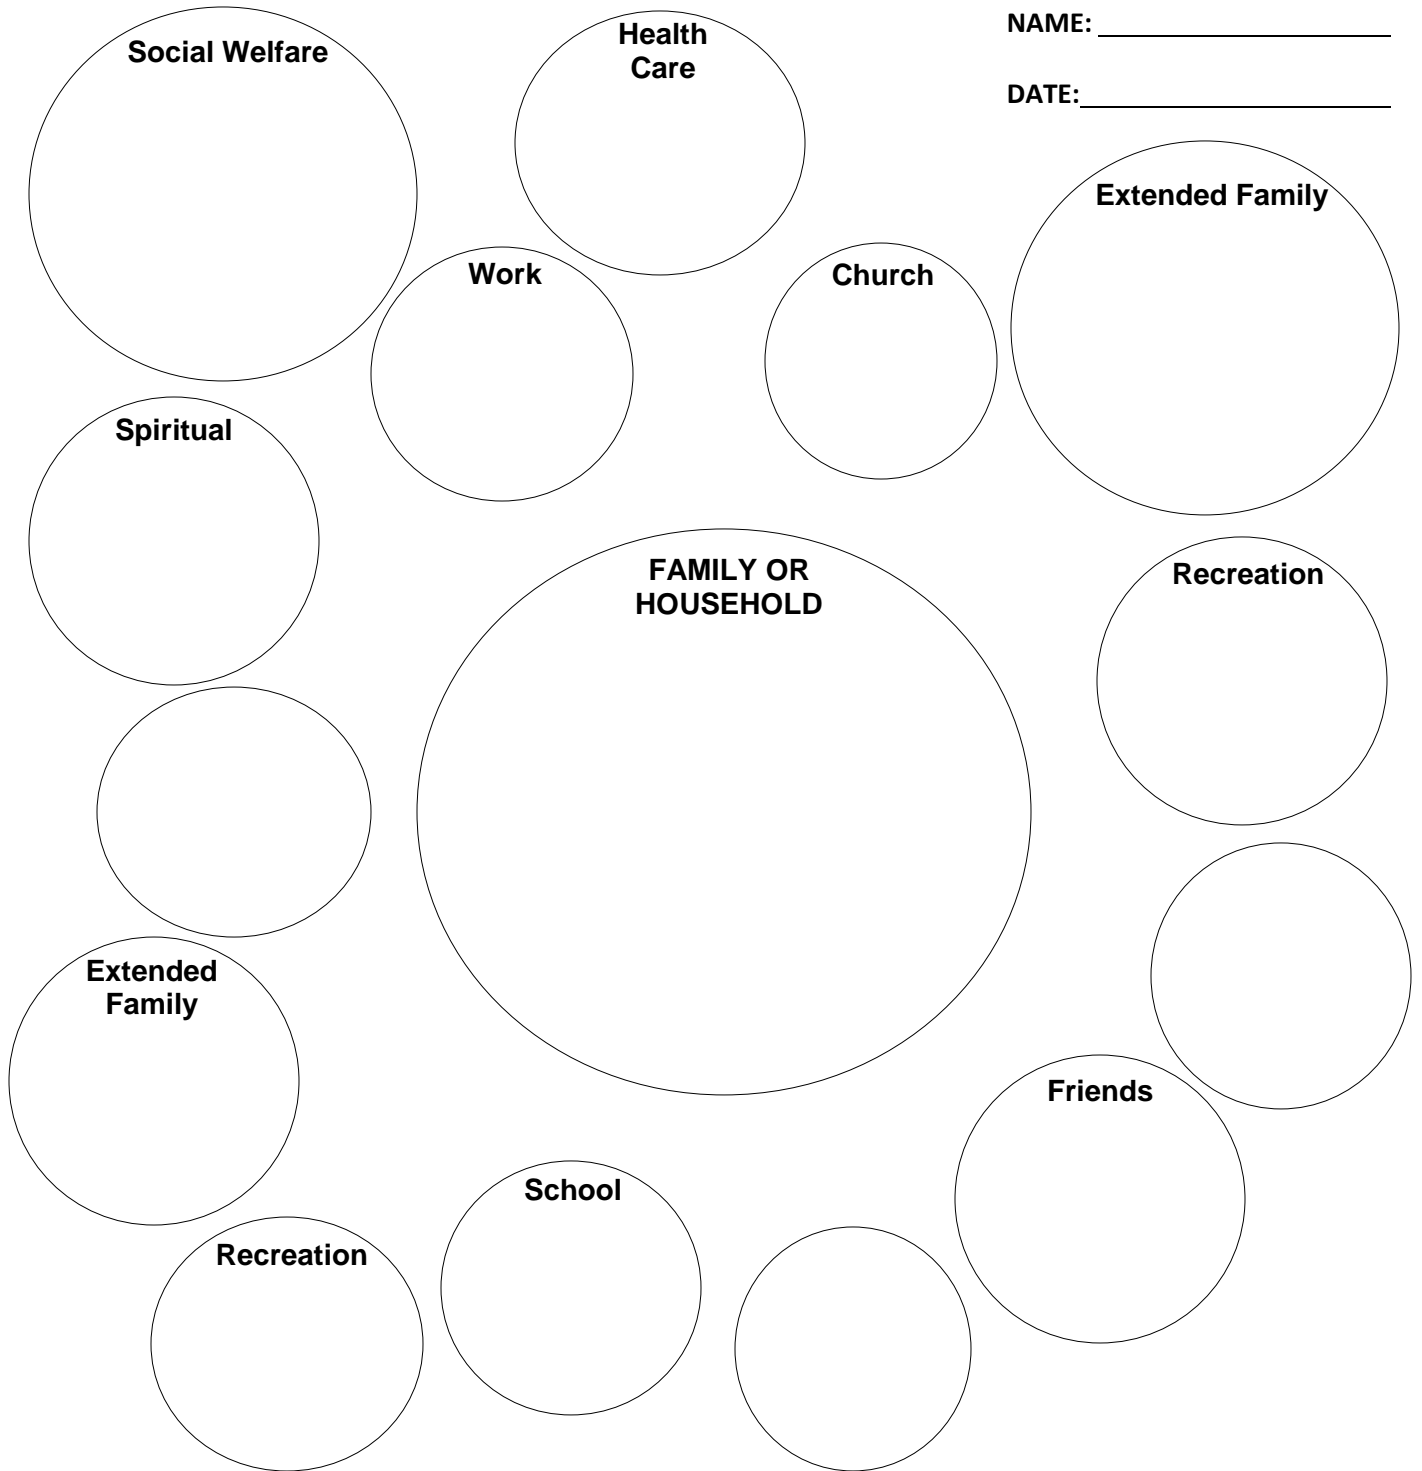 NAME:
DATE:
Social Welfare
Health
Care
Extended Family
Work
Church
Spiritual
FAMILY OR
HOUSEHOLD
Recreation
Extended
Family
Friends
School
Recreation